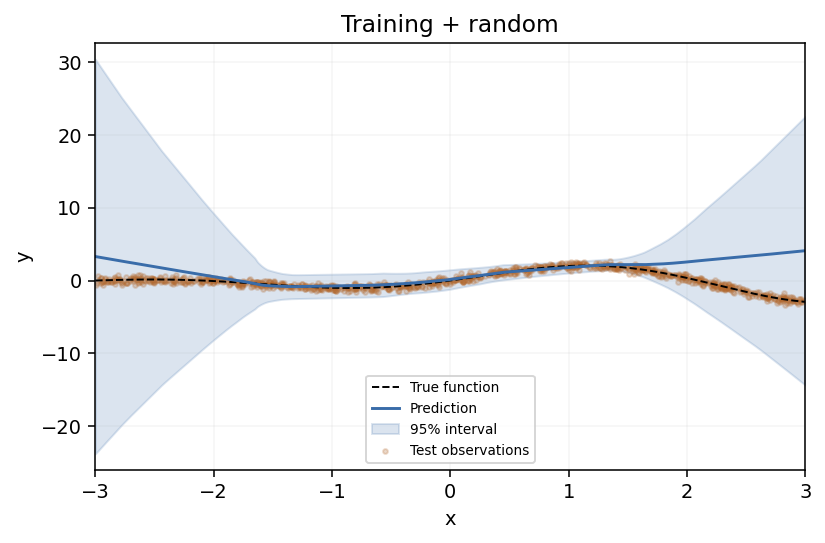 Training + random
30
20
10
0
−10
−20
y
−3 −2 −1 0 1 2 3
x
True function
Prediction
95% interval
Test observations